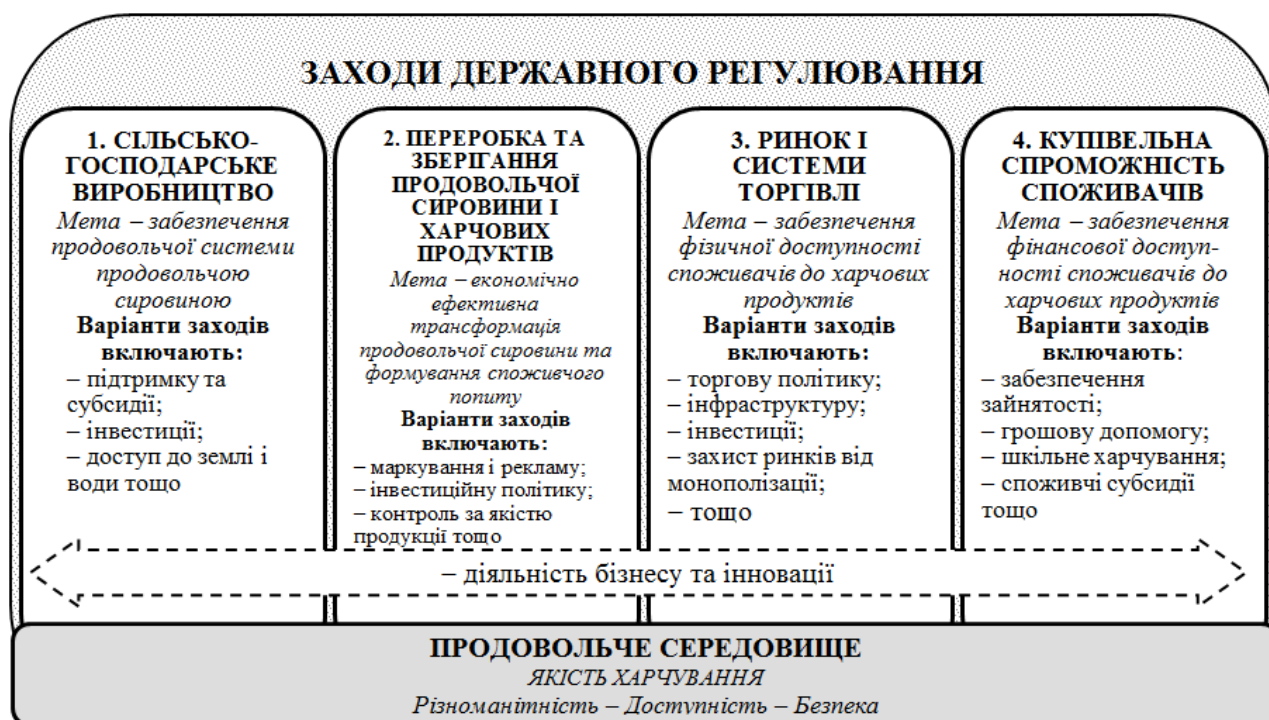 ЗАХОДИ ДЕРЖАВНОГО РЕГУЛЮВАННЯ
1. СІЛЬСЬКО-
ГОСПОДАРСЬКЕ
ВИРОБНИЦТВО
Мета – забезпечення
продовольчої системи
продовольчою
сировиною
Варіанти заходів
включають:
– підтримку та
субсидії;
– інвестиції;
– доступ до землі і
води тощо
2. ПЕРЕРОБКА ТА
ЗБЕРІГАННЯ
ПРОДОВОЛЬЧОЇ
СИРОВИНИ І
ХАРЧОВИХ
ПРОДУКТІВ
Мета – економічно
ефективна
трансформація
продовольчої сировини та
формування споживчого
попиту
Варіанти заходів
включають:
– маркування і рекламу;
– інвестиційну політику;
– контроль за якістю
продукції тощо
3. РИНОК І
СИСТЕМИ
ТОРГІВЛІ
Мета – забезпечення
фізичної доступності
споживачів до харчових
продуктів
Варіанти заходів
включають:
– торгову політику;
– інфраструктуру;
– інвестиції;
– захист ринків від
монополізації;
– тощо
4. КУПІВЕЛЬНА
СПРОМОЖНІСТЬ
СПОЖИВАЧІВ
Мета – забезпечення
фінансової доступ-
ності споживачів до
харчових продуктів
Варіанти заходів
включають:
– забезпечення
зайнятості;
– грошову допомогу;
– шкільне харчування;
– споживчі субсидії
тощо
– діяльність бізнесу та інновації
ПРОДОВОЛЬЧЕ СЕРЕДОВИЩЕ
ЯКІСТЬ ХАРЧУВАННЯ
Різноманітність – Доступність – Безпека